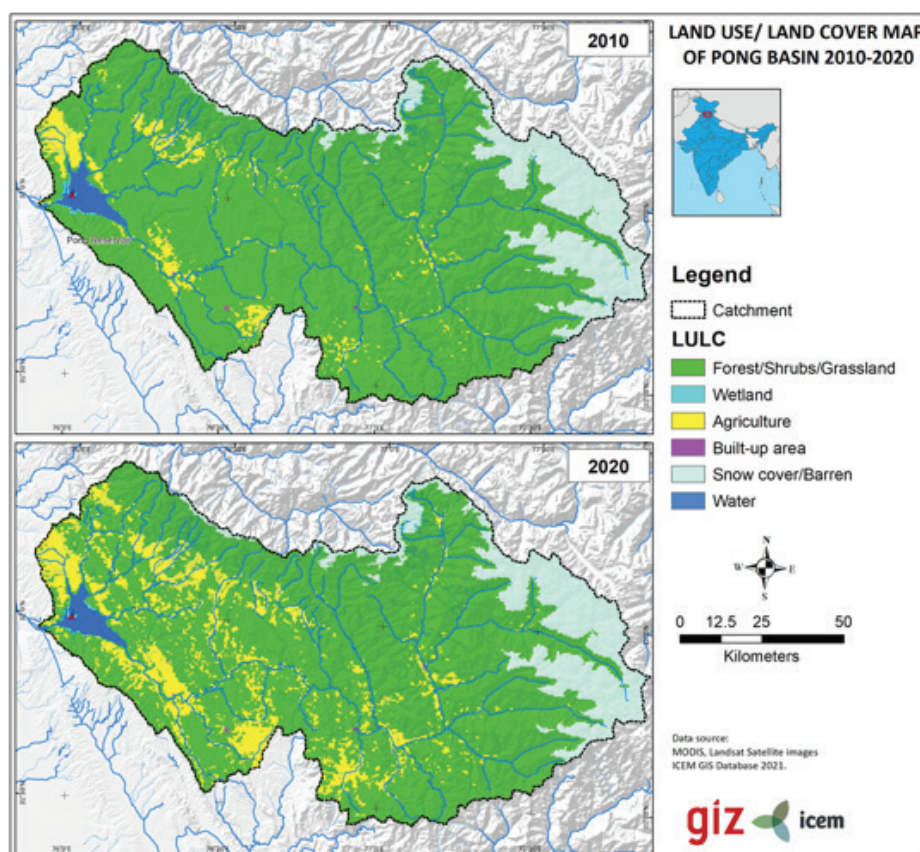 2010
LAND USE/ LAND COVER MAP
OF PONG BASIN 2010-2020
Pong Reservoir
Legend
Catchment
LULC
Forest/Shrubs/Grassland
Wetland
Agriculture
Built-up area
Snow cover/Barren
Water
2020
N
W E
S
0 12.5 25 50
Kilometers
Data source:
MODIS, Landsat Satellite images
ICEM GIS Database 2021.
giz icem